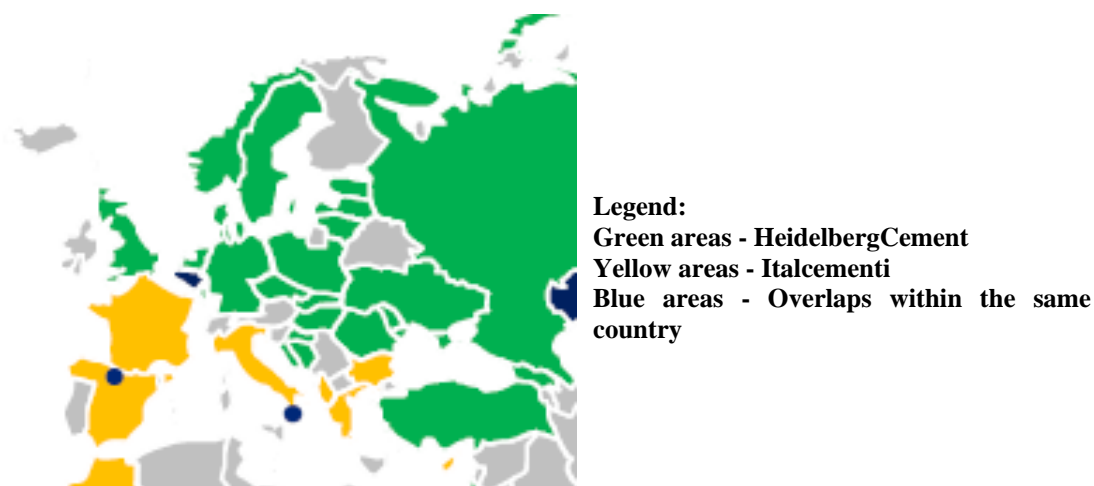 Legend:
Green areas - HeidelbergCement
Yellow areas - Italcementi
Blue areas - Overlaps within the same
country